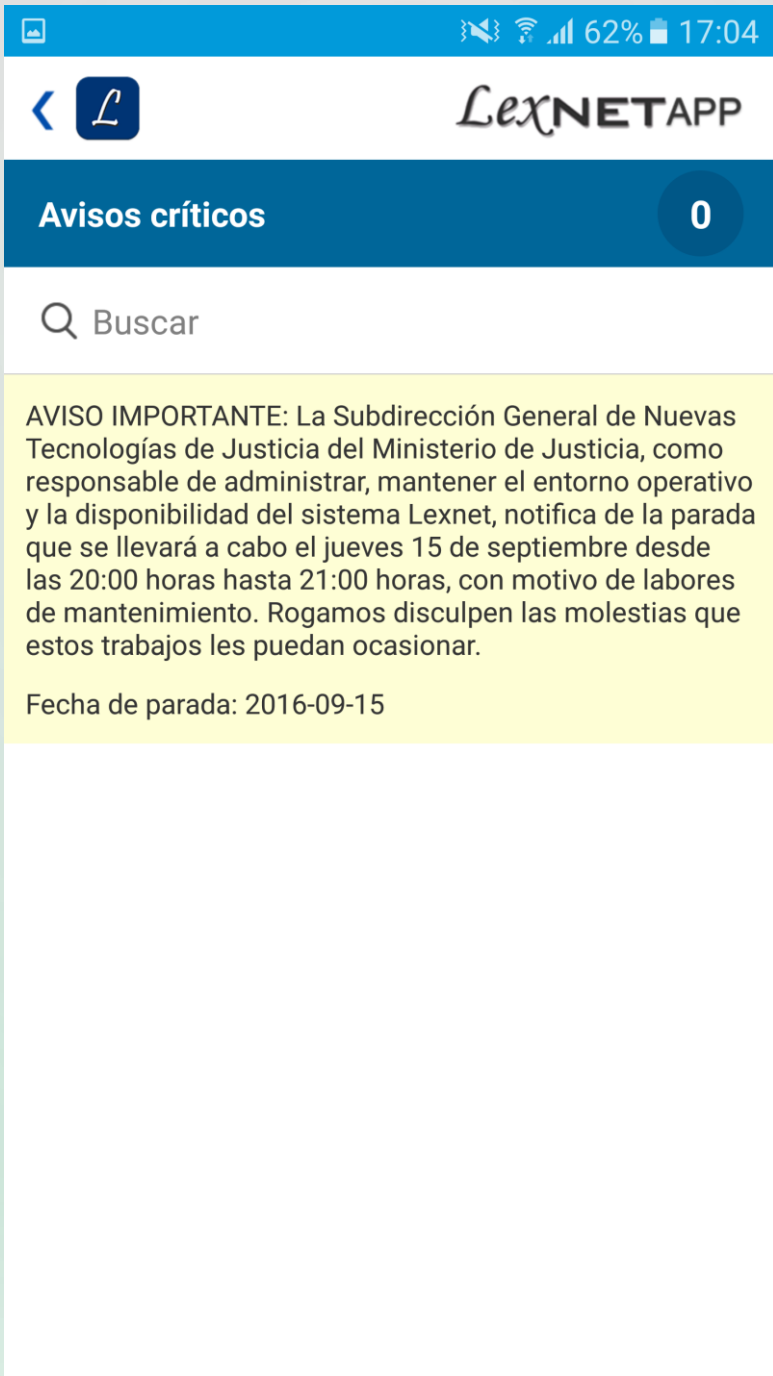 62% 17:04
L LexNETAPP
Avisos críticos 0
Buscar
AVISO IMPORTANTE: La Subdirección General de Nuevas
Tecnologías de Justicia del Ministerio de Justicia, como
responsable de administrar, mantener el entorno operativo
y la disponibilidad del sistema Lexnet, notifica de la parada
que se llevará a cabo el jueves 15 de septiembre desde
las 20:00 horas hasta 21:00 horas, con motivo de labores
de mantenimiento. Rogamos disculpen las molestias que
estos trabajos les puedan ocasionar.
Fecha de parada: 2016-09-15